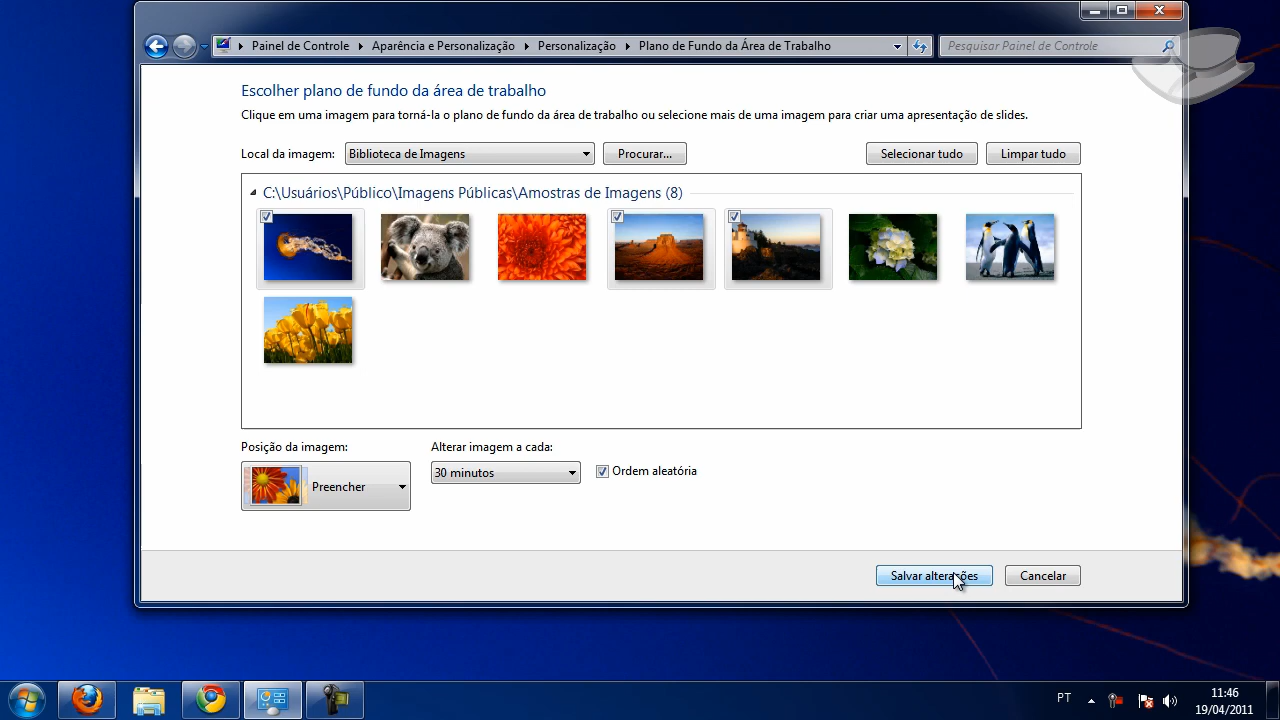 Painel de Controle ▸ Aparência e Personalização ▸ Personalização ▸ Plano de Fundo da Área de Trabalho
Pesquisar Painel de Controle
Escolher plano de fundo da área de trabalho
Clique em uma imagem para torná-la o plano de fundo da área de trabalho ou selecione mais de uma imagem para criar uma apresentação de slides.
Local da imagem: Biblioteca de Imagens Procurar... Selecionar tudo Limpar tudo
C:\Usuários\Público\Imagens Públicas\Amostras de Imagens (8)
Posição da imagem: Alterar imagem a cada:
Preencher 30 minutos Ordem aleatória
Salvar alterações Cancelar
PT 11:46
19/04/2011